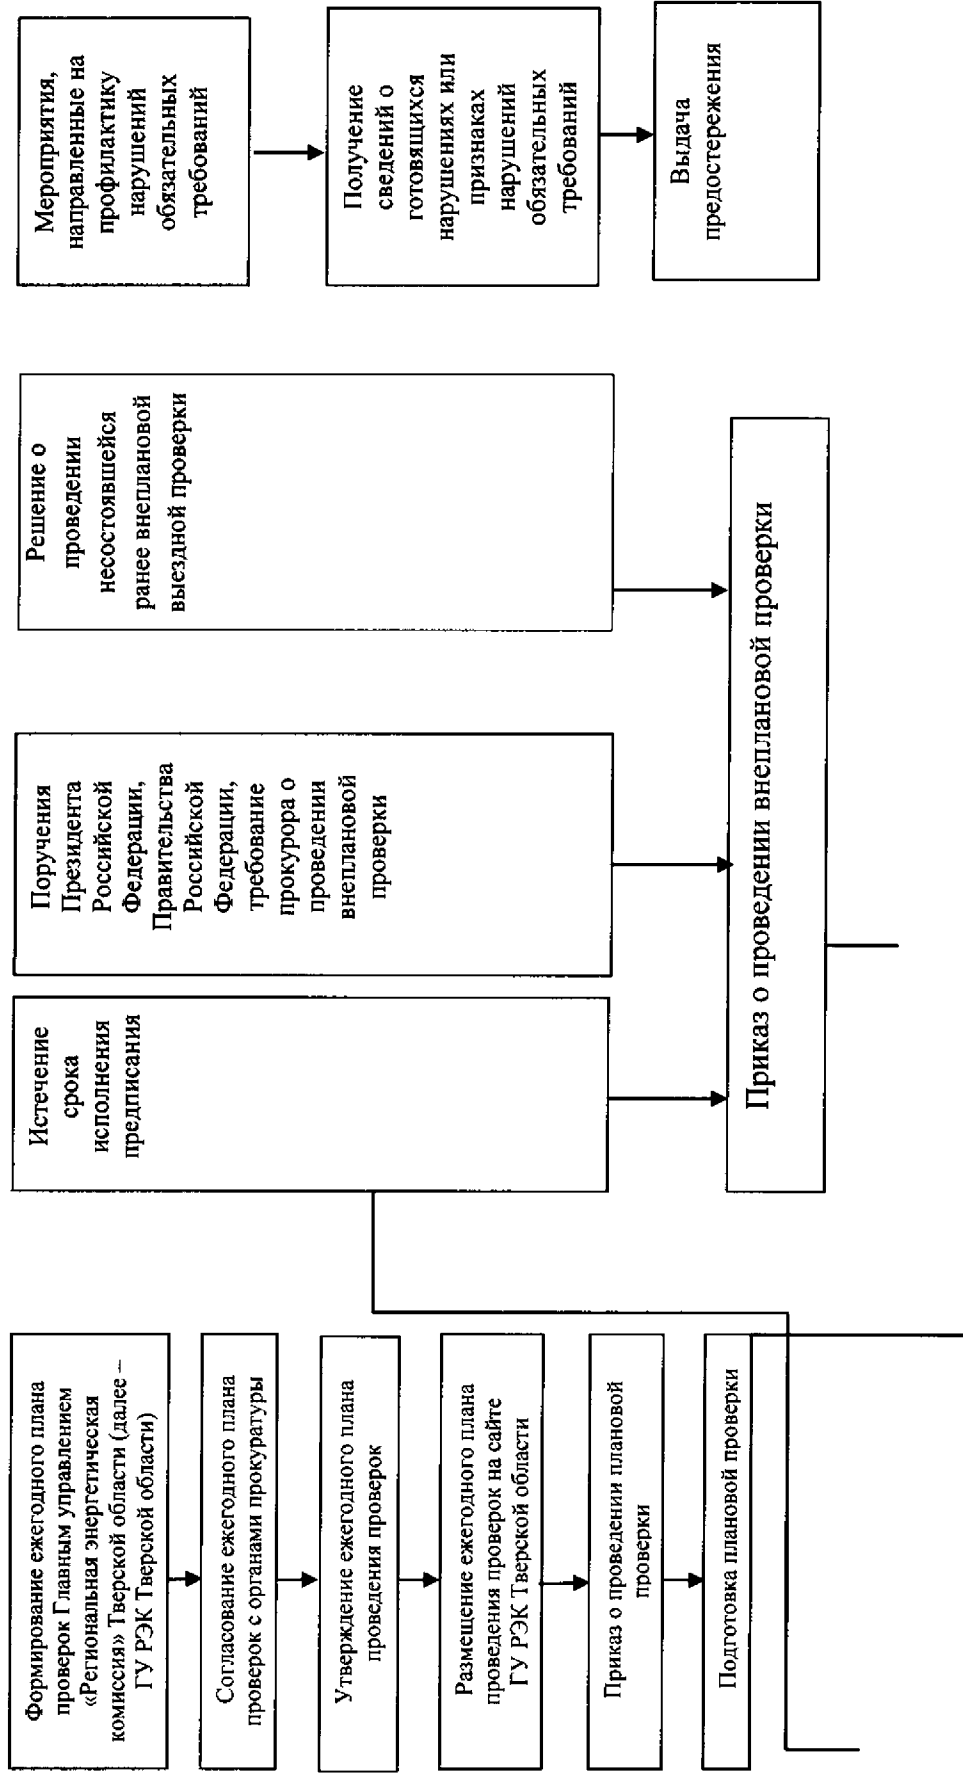 Формирование ежегодного плана
проверок Главным управлением
«Региональная энергетическая
комиссия» Тверской области (далее –
ГУ РЭК Тверской области)
Согласование ежегодного плана
проверок с органами прокуратуры
Утверждение ежегодного плана
проведения проверок
Размещение ежегодного плана
проведения проверок на сайте
ГУ РЭК Тверской области
Приказ о проведении плановой
проверки
Подготовка плановой проверки
Истечение
срока
исполнения
предписания
Поручения
Президента
Российской
Федерации,
Правительства
Российской
Федерации,
требование
прокурора о
проведении
внеплановой
проверки
Решение о
проведении
несостоявшейся
ранее внеплановой
выездной проверки
Приказ о проведении внеплановой проверки
Мероприятия,
направленные на
профилактику
нарушений
обязательных
требований
Получение
сведений о
готовящихся
нарушениях или
признаках
нарушений
обязательных
требований
Выдача
предостережения